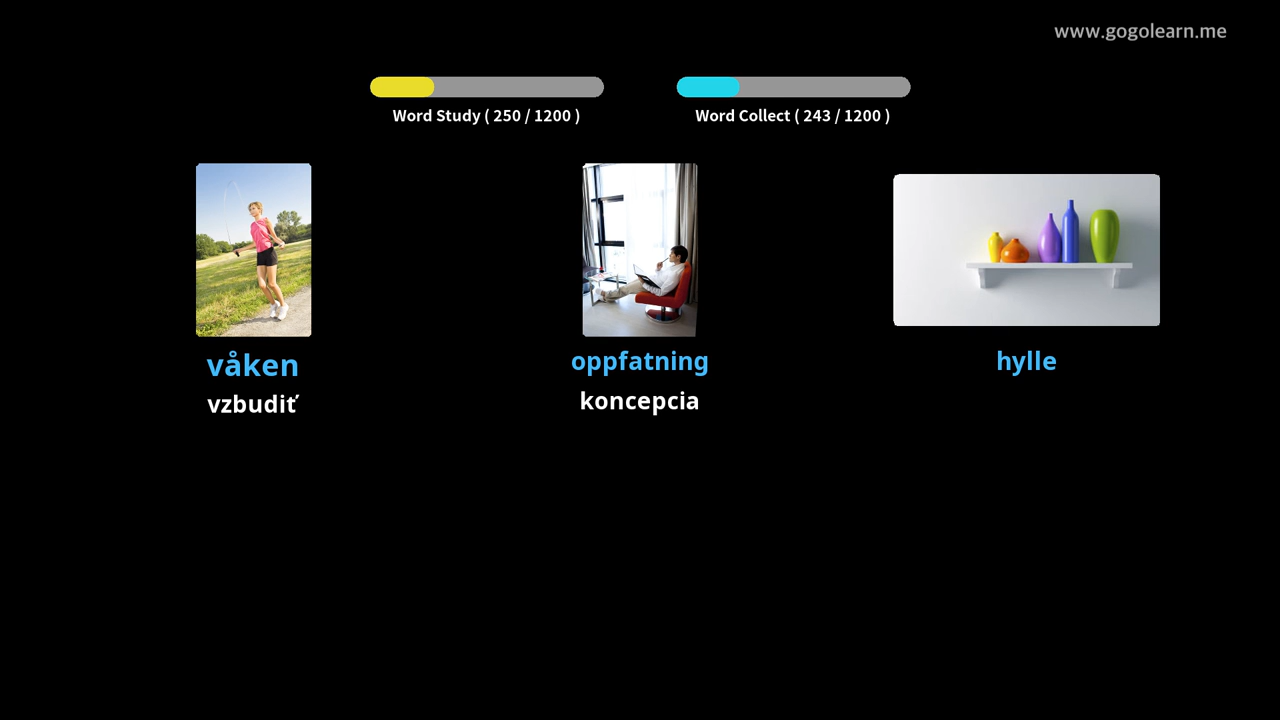 www.gogolearn.me
Word Study ( 250 / 1200 )
Word Collect ( 243 / 1200 )
våken
oppfatning
hylle
vzbudiť
koncepcia